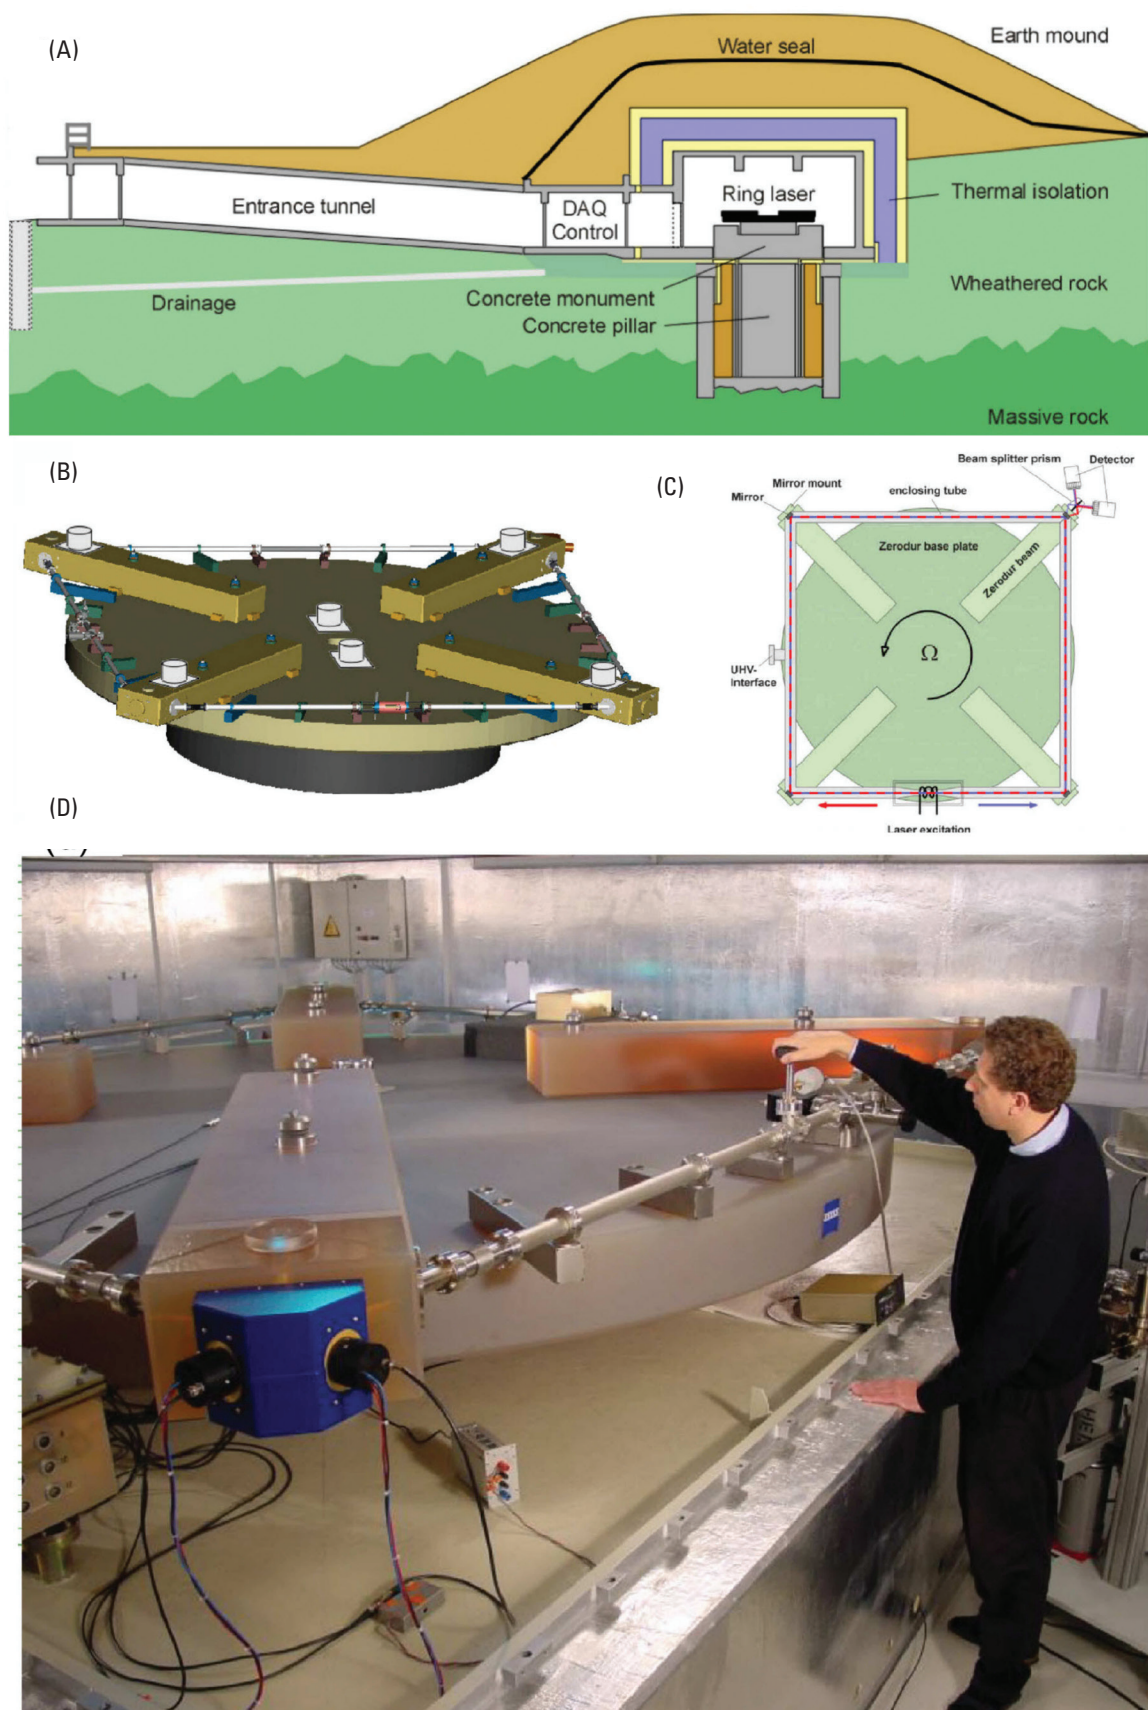 (A)
Water seal
Earth mound
Ring laser
Thermal isolation
Entrance tunnel
DAQ
Control
Drainage
Concrete monument
Concrete pillar
Wheathered rock
Massive rock
(B)
(C)
Beam splitter prism
Detector
Mirror mount
Mirror
enclosing tube
Zerodur base plate
Zerodur beam
Ω
UHV-
Interface
Laser excitation
(D)